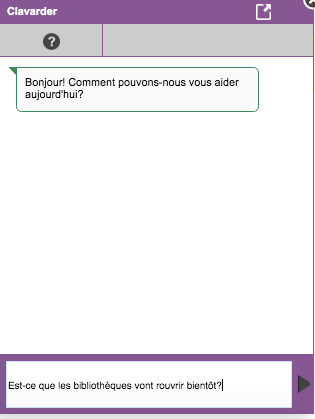 Clavarder
?
Bonjour! Comment pouvons-nous vous aider
aujourd'hui?
Est-ce que les bibliothèques vont rouvrir bientôt?